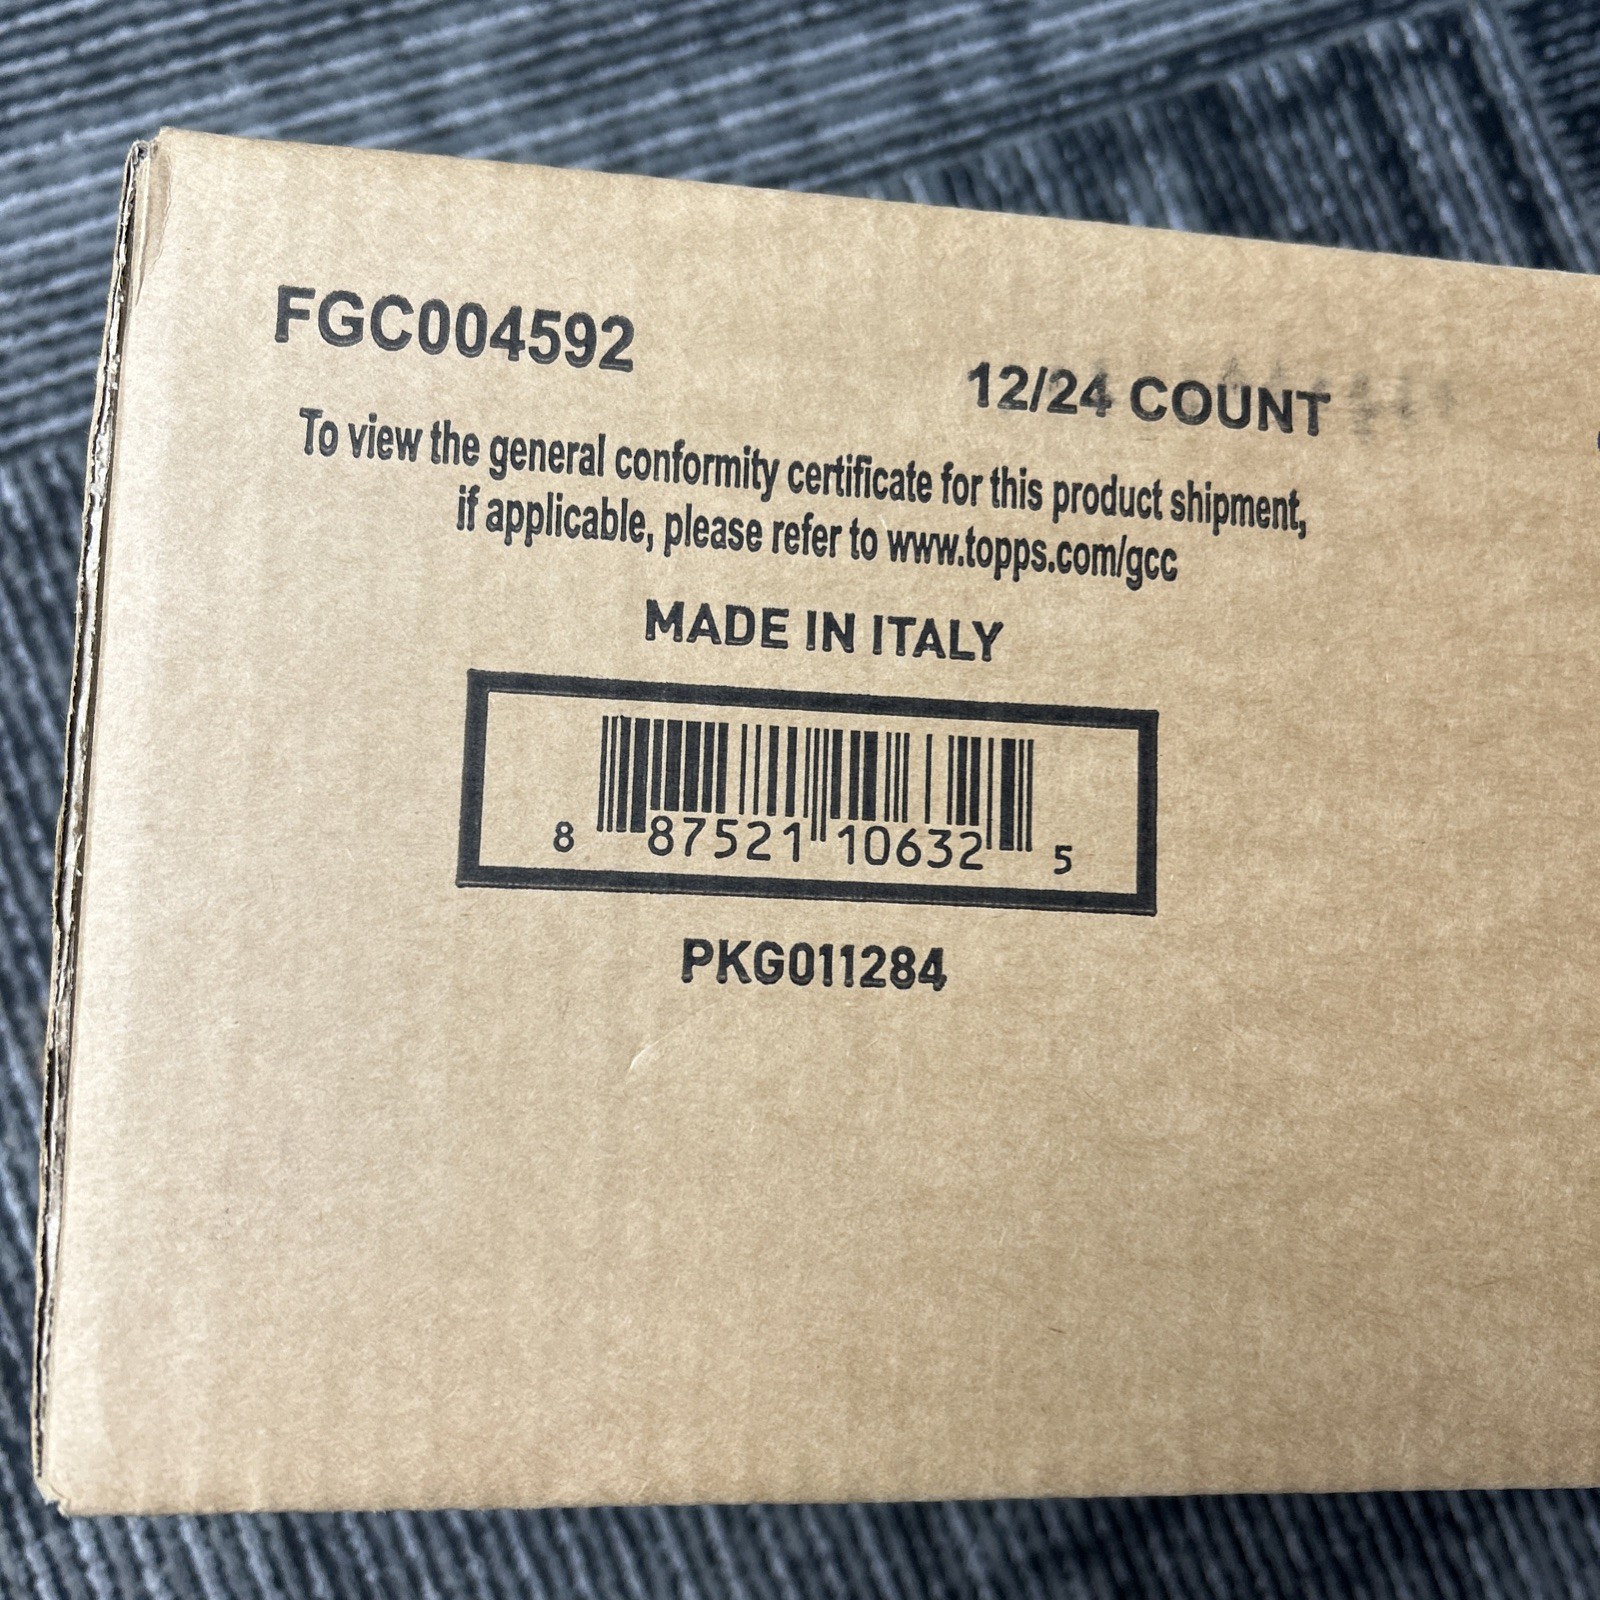 FGC004592
12/24 COUNT
To view the general conformity certificate for this product shipment,
if applicable, please refer to www.topps.com/gcc
MADE IN ITALY
8 87521 10632 5
PKG011284